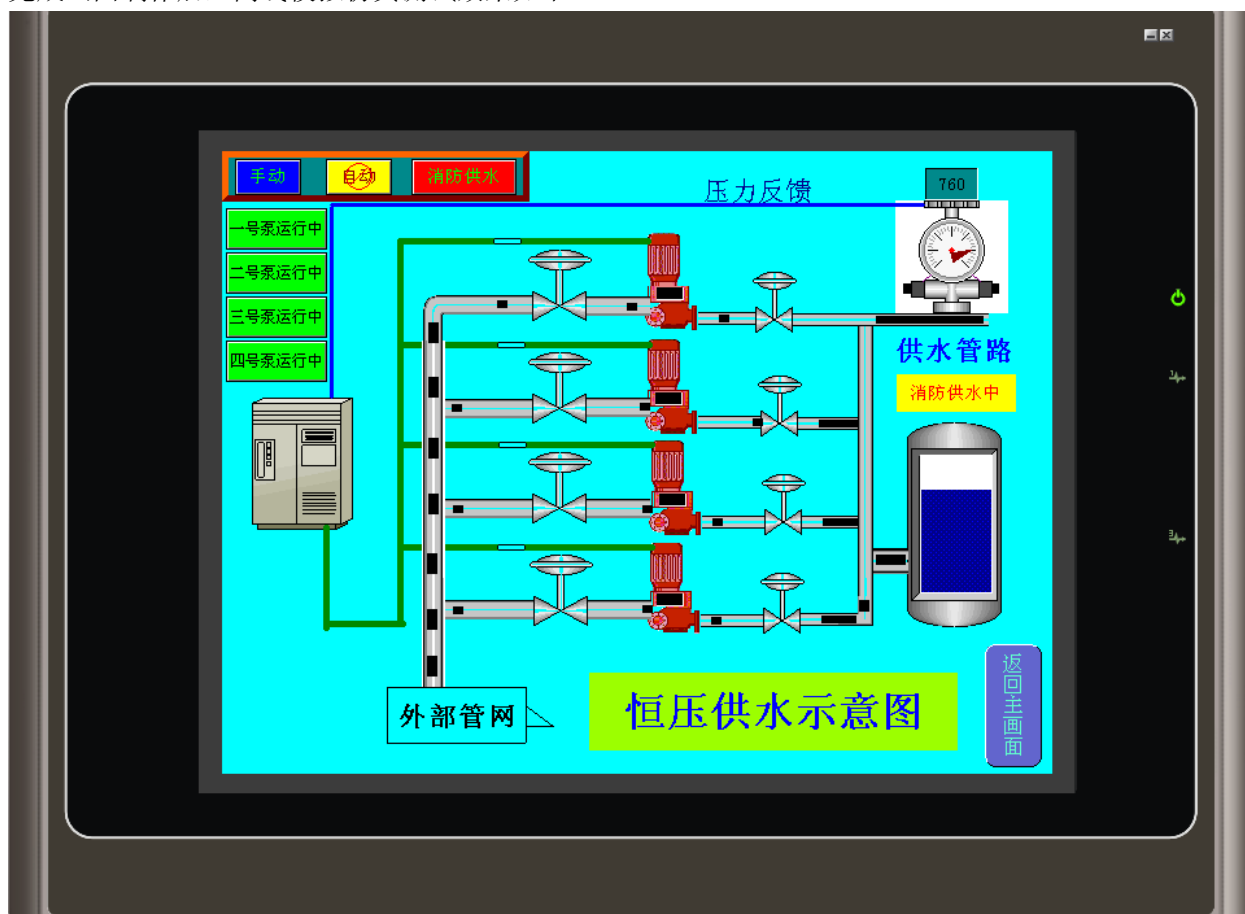 手动
自动
消防供水
压力反馈
760
一号泵运行中
二号泵运行中
三号泵运行中
四号泵运行中
供水管路
消防供水中
外部管网
恒压供水示意图
返回主画面